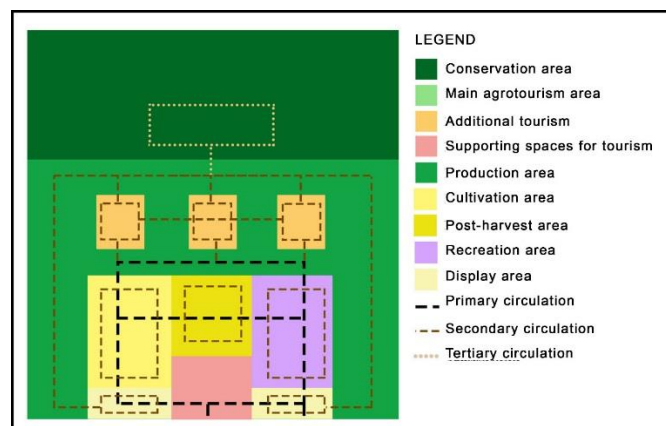 LEGEND
Conservation area
Main agrotourism area
Additional tourism
Supporting spaces for tourism
Production area
Cultivation area
Post-harvest area
Recreation area
Display area
Primary circulation
Secondary circulation
Tertiary circulation